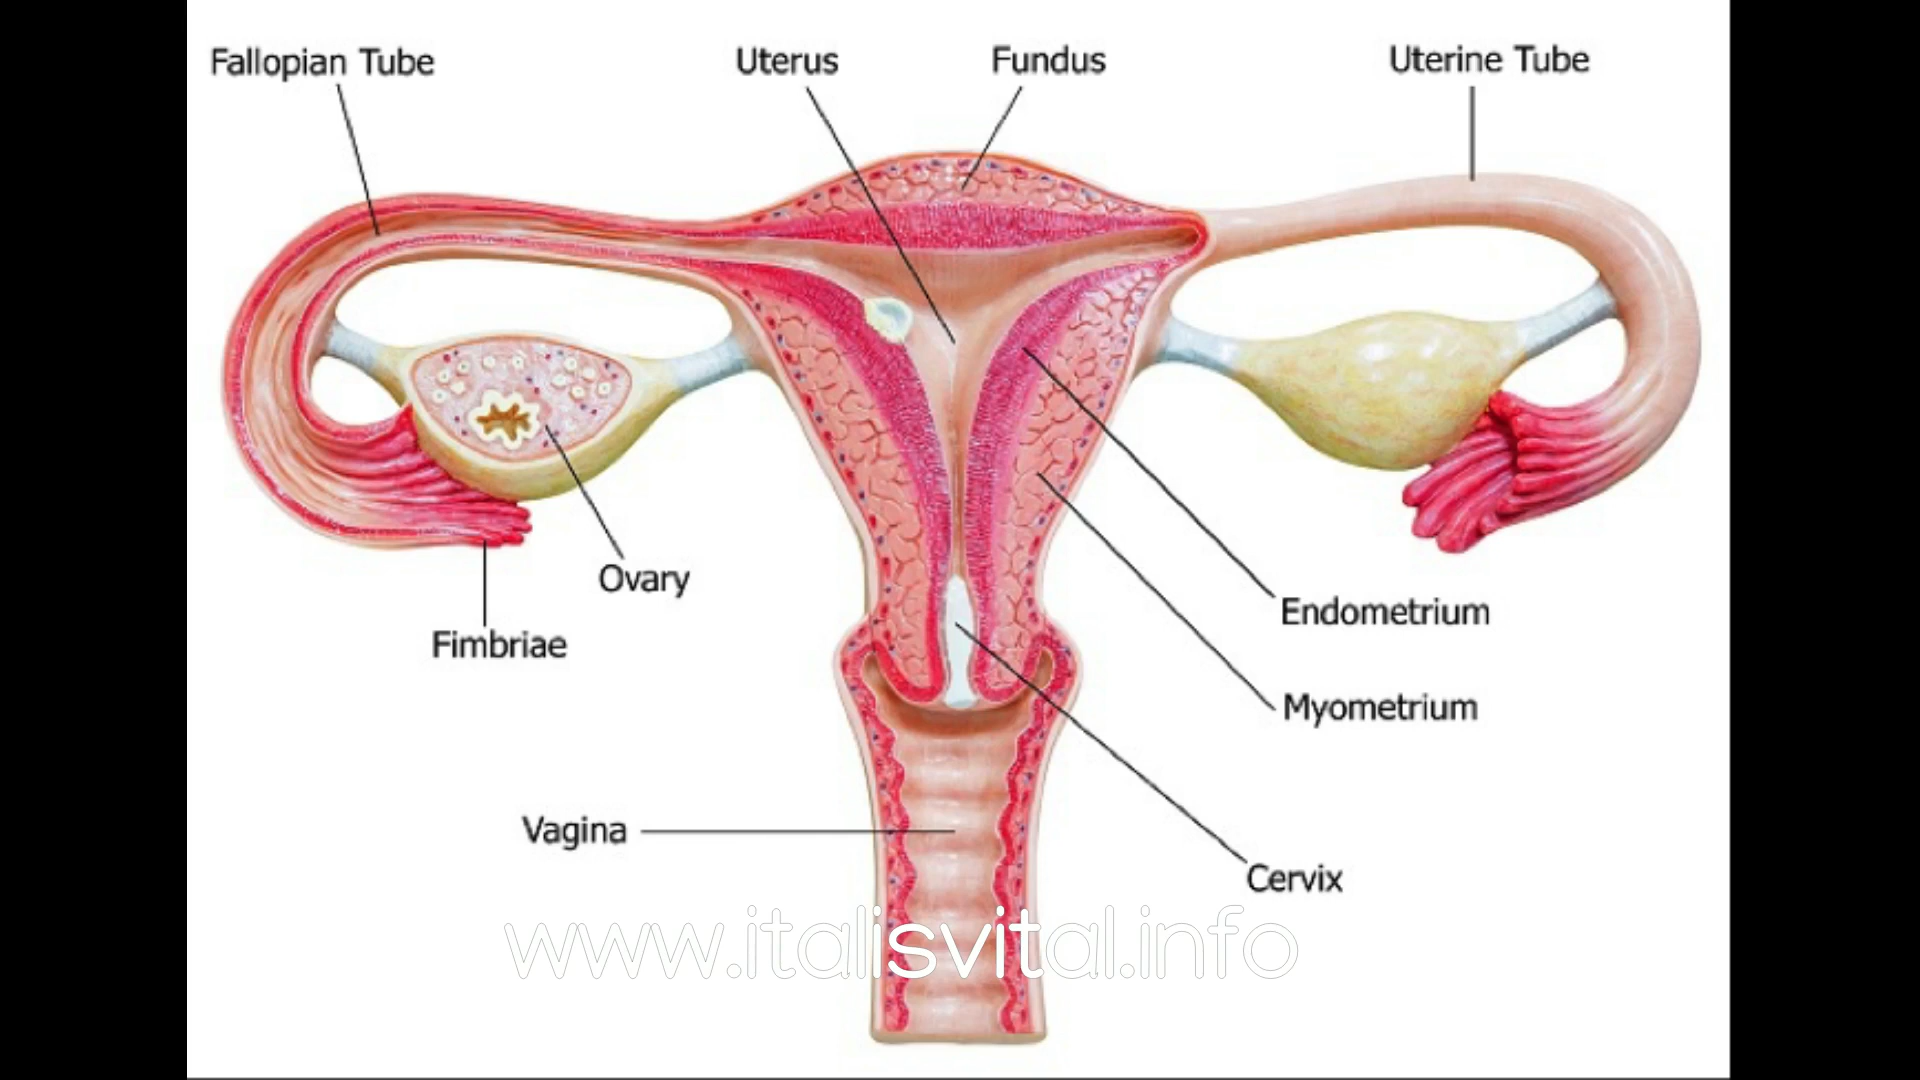 Fallopian Tube
Uterus
Fundus
Uterine Tube
Ovary
Fimbriae
Endometrium
Myometrium
Vagina
Cervix
www.italisvital.info